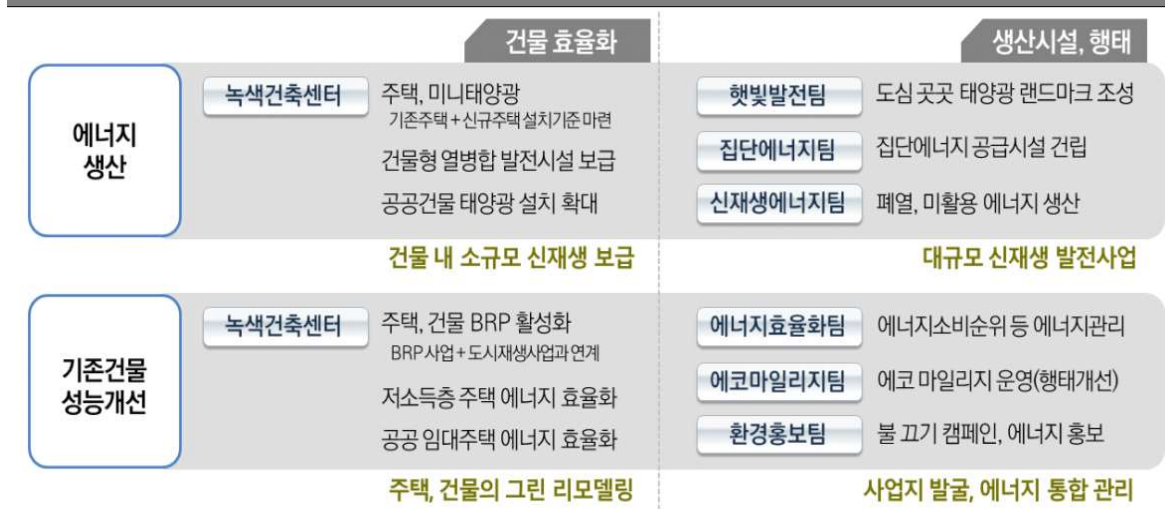 건물 효율화
생산시설, 행태
에너지
생산
녹색건축센터
주택, 미니태양광
기존주택 + 신규주택 설치기준 마련
건물형 열병합 발전시설 보급
공공건물 태양광 설치 확대
건물 내 소규모 신재생 보급
햇빛발전팀
도심 곳곳 태양광 랜드마크 조성
집단에너지팀
집단에너지 공급시설 건립
신재생에너지팀
폐열, 미활용 에너지 생산
대규모 신재생 발전사업
기존건물
성능개선
녹색건축센터
주택, 건물 BRP 활성화
BRP 사업 + 도시재생사업과 연계
저소득층 주택 에너지 효율화
공공 임대주택 에너지 효율화
주택, 건물의 그린 리모델링
에너지효율화팀
에너지소비순위 등 에너지관리
에코마일리지팀
에코 마일리지 운영(행태개선)
환경홍보팀
불 끄기 캠페인, 에너지 홍보
사업지 발굴, 에너지 통합 관리